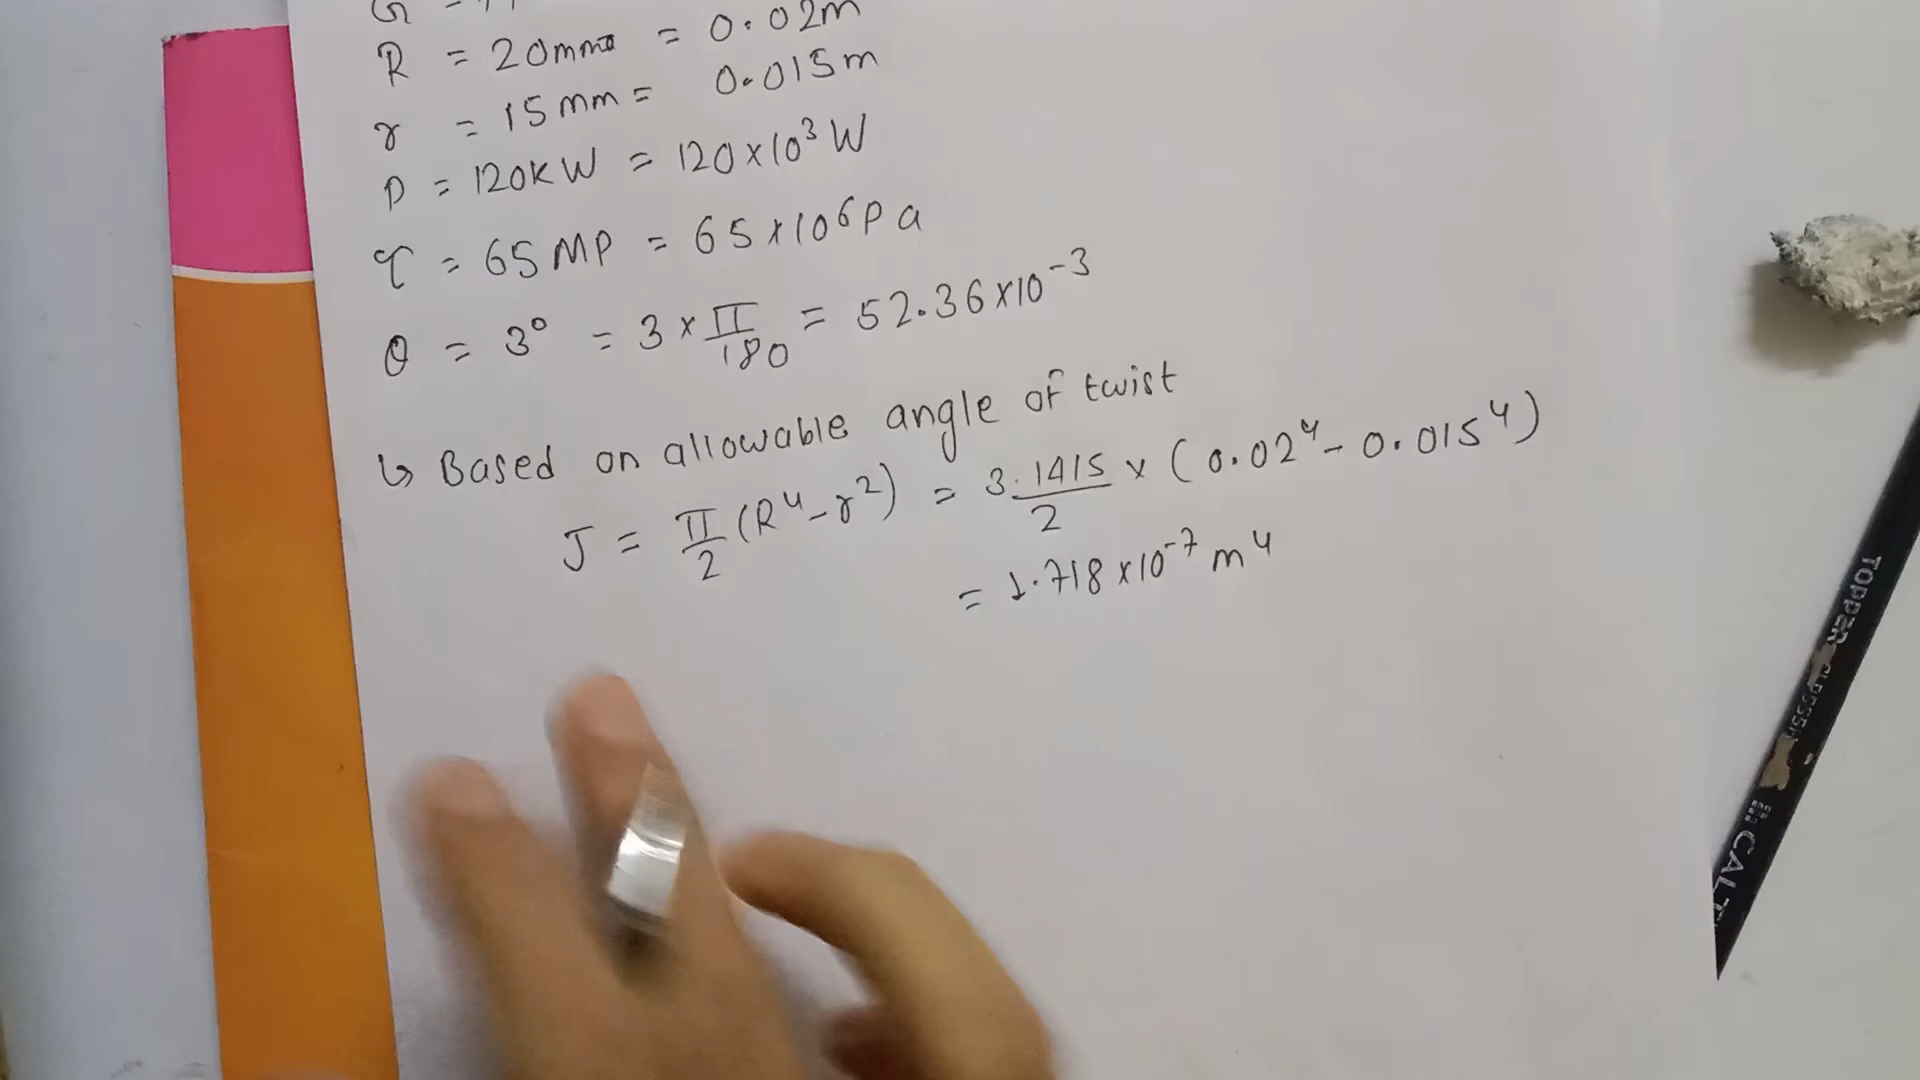 R = 20mm = 0.02m
r = 15mm = 0.015m
P = 120KW = 120×10³W
τ = 65MP = 65×10⁶Pa
θ = 3° = 3 × π/180 = 52.36×10⁻³
↳ Based on allowable angle of twist
J = π/2 (R⁴-r²) = 3.1415/2 × (0.02⁴-0.015⁴)
= 1.718×10⁻⁷ m⁴
TOPPER